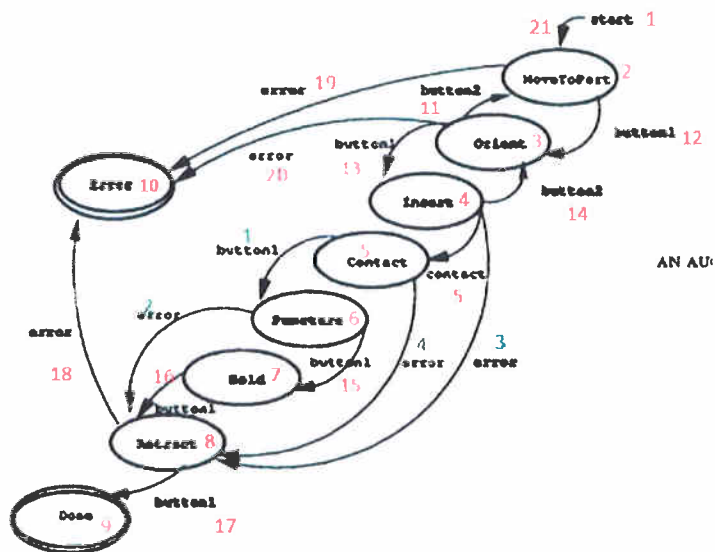 start 1
21
MoveToPart 2
error 19
button2
11
button1 12
button1
13
Orient 3
error
20
Error 10
Insert 4
button2
14
1
button1
Contact 5
contact
5
AN AU
2
error
Puncture 6
4
error
3
error
error
18
16
Hold 7
button1
15
button1
Retract 8
Done 9
button1
17